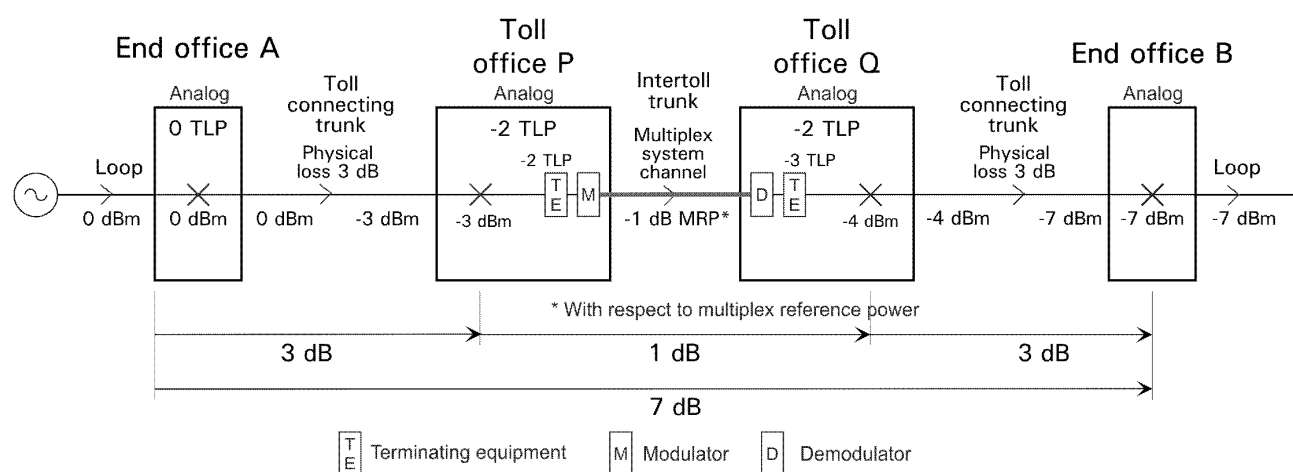 End office A
Toll
office P
Toll
office Q
End office B
Analog
Toll
connecting
trunk
Analog
Intertoll
trunk
Analog
Toll
connecting
trunk
Analog
0 TLP
-2 TLP
-2 TLP
Loop
Physical
loss 3 dB
-2 TLP
Multiplex
system
channel
-3 TLP
Physical
loss 3 dB
Loop
T
E
M
D
T
E
0 dBm
0 dBm
0 dBm
-3 dBm
-3 dBm
-1 dB MRP*
-4 dBm
-4 dBm
-7 dBm
-7 dBm
-7 dBm
* With respect to multiplex reference power
3 dB
1 dB
3 dB
7 dB
T
E
Terminating equipment
M
Modulator
D
Demodulator